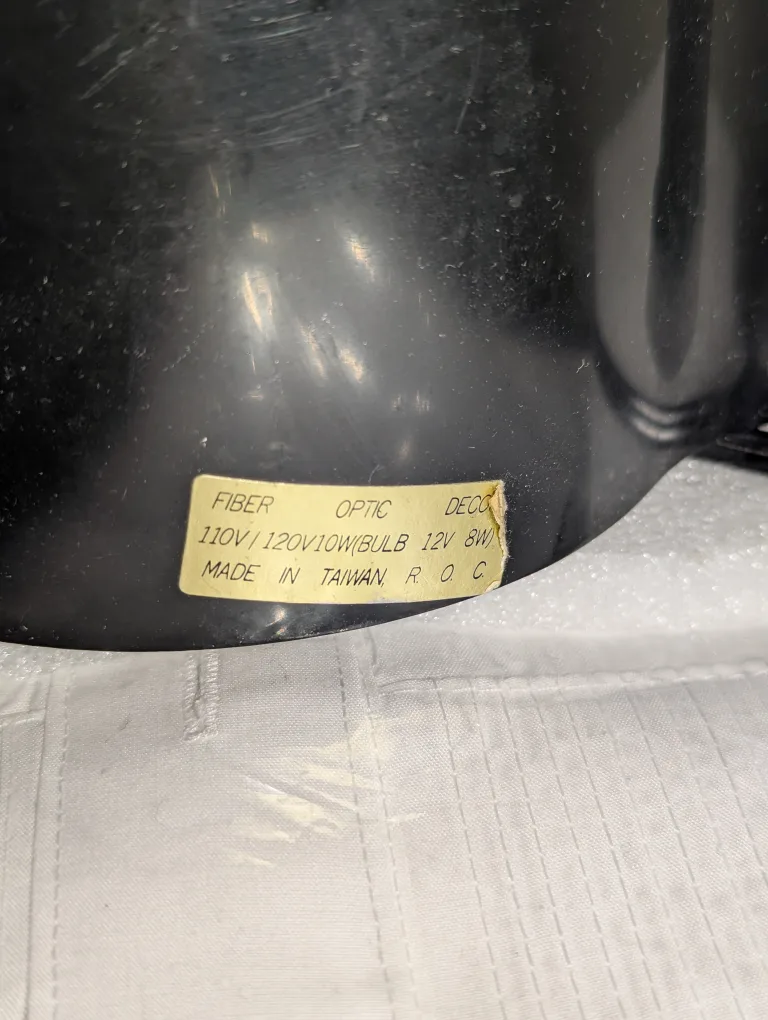 FIBER OPTIC DECO
110V/120V10W(BULB 12V 8W)
MADE IN TAIWAN, R. O. C.